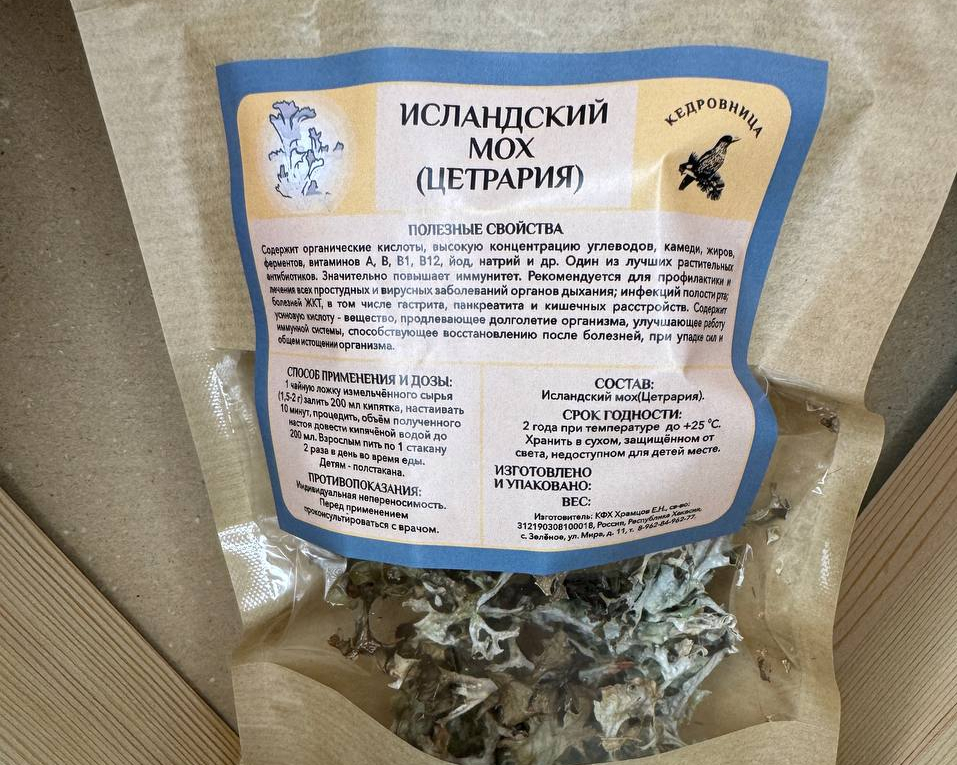 ИСЛАНДСКИЙ
МОХ
(ЦЕТРАРИЯ)
КЕДРОВНИЦА
ПОЛЕЗНЫЕ СВОЙСТВА
Содержит органические кислоты, высокую концентрацию углеводов, камеди, жиров,
ферментов, витаминов А, В, В1, В12, йод, натрий и др. Один из лучших растительных
антибиотиков. Значительно повышает иммунитет. Рекомендуется для профилактики и
лечения всех простудных и вирусных заболеваний органов дыхания; инфекций полости рта;
болезней ЖКТ, в том числе гастрита, панкреатита и кишечных расстройств. Содержит
усниновую кислоту - вещество, продлевающее долголетие организма, улучшающее работу
иммунной системы, способствующее восстановлению после болезней, при упадке сил и
общем истощении организма.
СПОСОБ ПРИМЕНЕНИЯ И ДОЗЫ:
1 чайную ложку измельчённого сырья
(1,5-2 г) залить 200 мл кипятка, настаивать
10 минут, процедить, объём полученного
настоя довести кипячёной водой до
200 мл. Взрослым пить по 1 стакану
2 раза в день во время еды.
Детям - полстакана.
ПРОТИВОПОКАЗАНИЯ:
Индивидуальная непереносимость.
Перед применением
проконсультироваться с врачом.
СОСТАВ:
Исландский мох(Цетрария).
СРОК ГОДНОСТИ:
2 года при температуре до +25 °С.
Хранить в сухом, защищённом от
света, недоступном для детей месте.
ИЗГОТОВЛЕНО
И УПАКОВАНО:
ВЕС:
Изготовитель: КФХ Храмцов Е.Н., св-во:
312190308100018, Россия, Республика Хакасия,
с. Зелёное, ул. Мира, д. 11, т. 8-962-84-962-77.